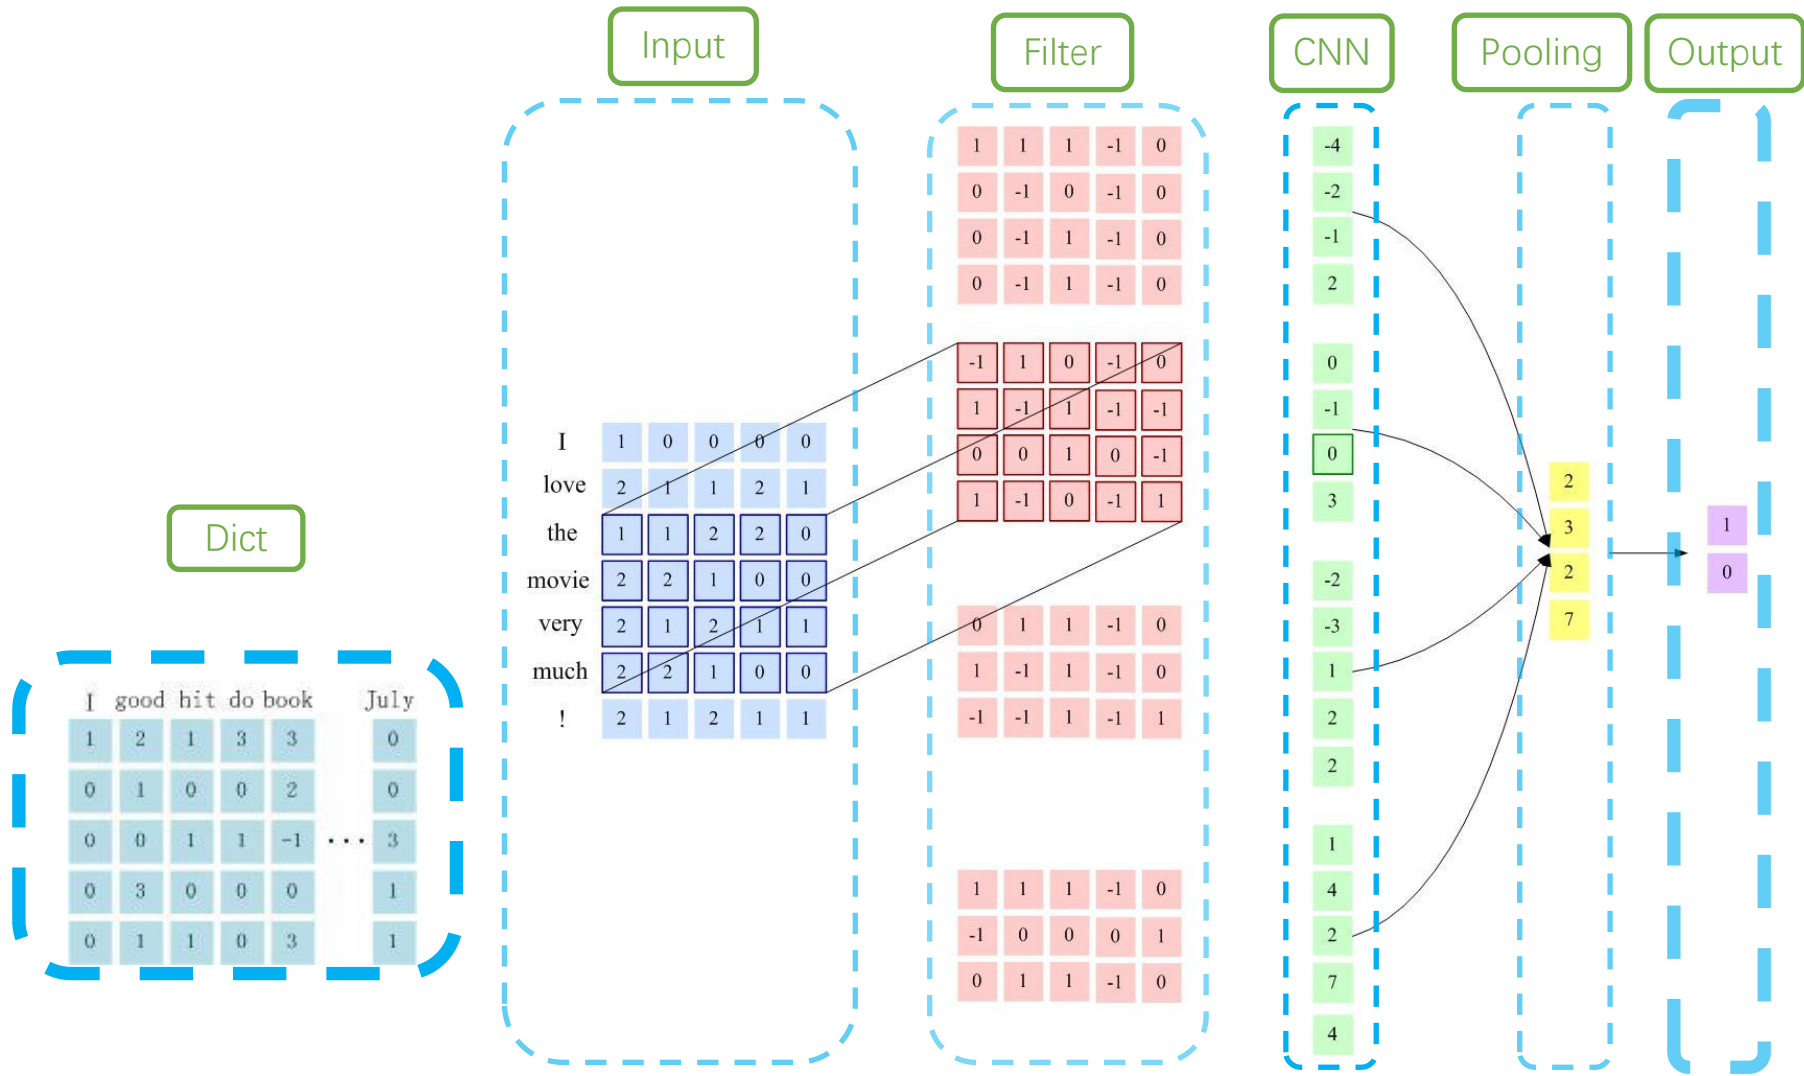 Input Filter CNN Pooling Output
1 1 1 -1 0
0 -1 0 -1 0
0 -1 1 -1 0
0 -1 1 -1 0
-1 1 0 -1 0
1 -1 1 -1 -1
0 0 1 0 -1
1 -1 0 -1 1
0 1 1 -1 0
1 -1 1 -1 0
-1 -1 1 -1 1
1 1 1 -1 0
-1 0 0 0 1
0 1 1 -1 0
I 1 0 0 0 0
love 2 1 1 2 1
the 1 1 2 2 0
movie 2 2 1 0 0
very 2 1 2 1 1
much 2 2 1 0 0
! 2 1 2 1 1
Dict
I good hit do book July
1 2 1 3 3 0
0 1 0 0 2 0
0 0 1 1 -1 ... 3
0 3 0 0 0 1
0 1 1 0 3 1
-4
-2
-1
2
0
-1
0
3
-2
-3
1
2
2
1
4
2
7
4
2
3
2
7
1
0